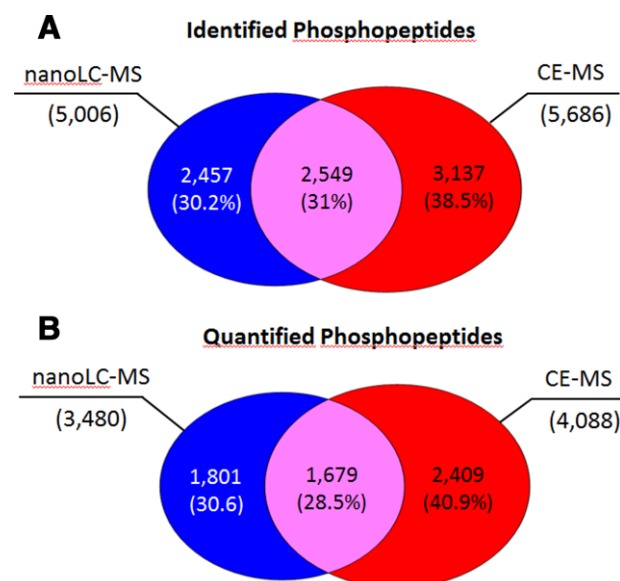 A
Identified Phosphopeptides
nanoLC-MS
(5,006)
CE-MS
(5,686)
2,457
(30.2%)
2,549
(31%)
3,137
(38.5%)
B
Quantified Phosphopeptides
nanoLC-MS
(3,480)
CE-MS
(4,088)
1,801
(30.6)
1,679
(28.5%)
2,409
(40.9%)